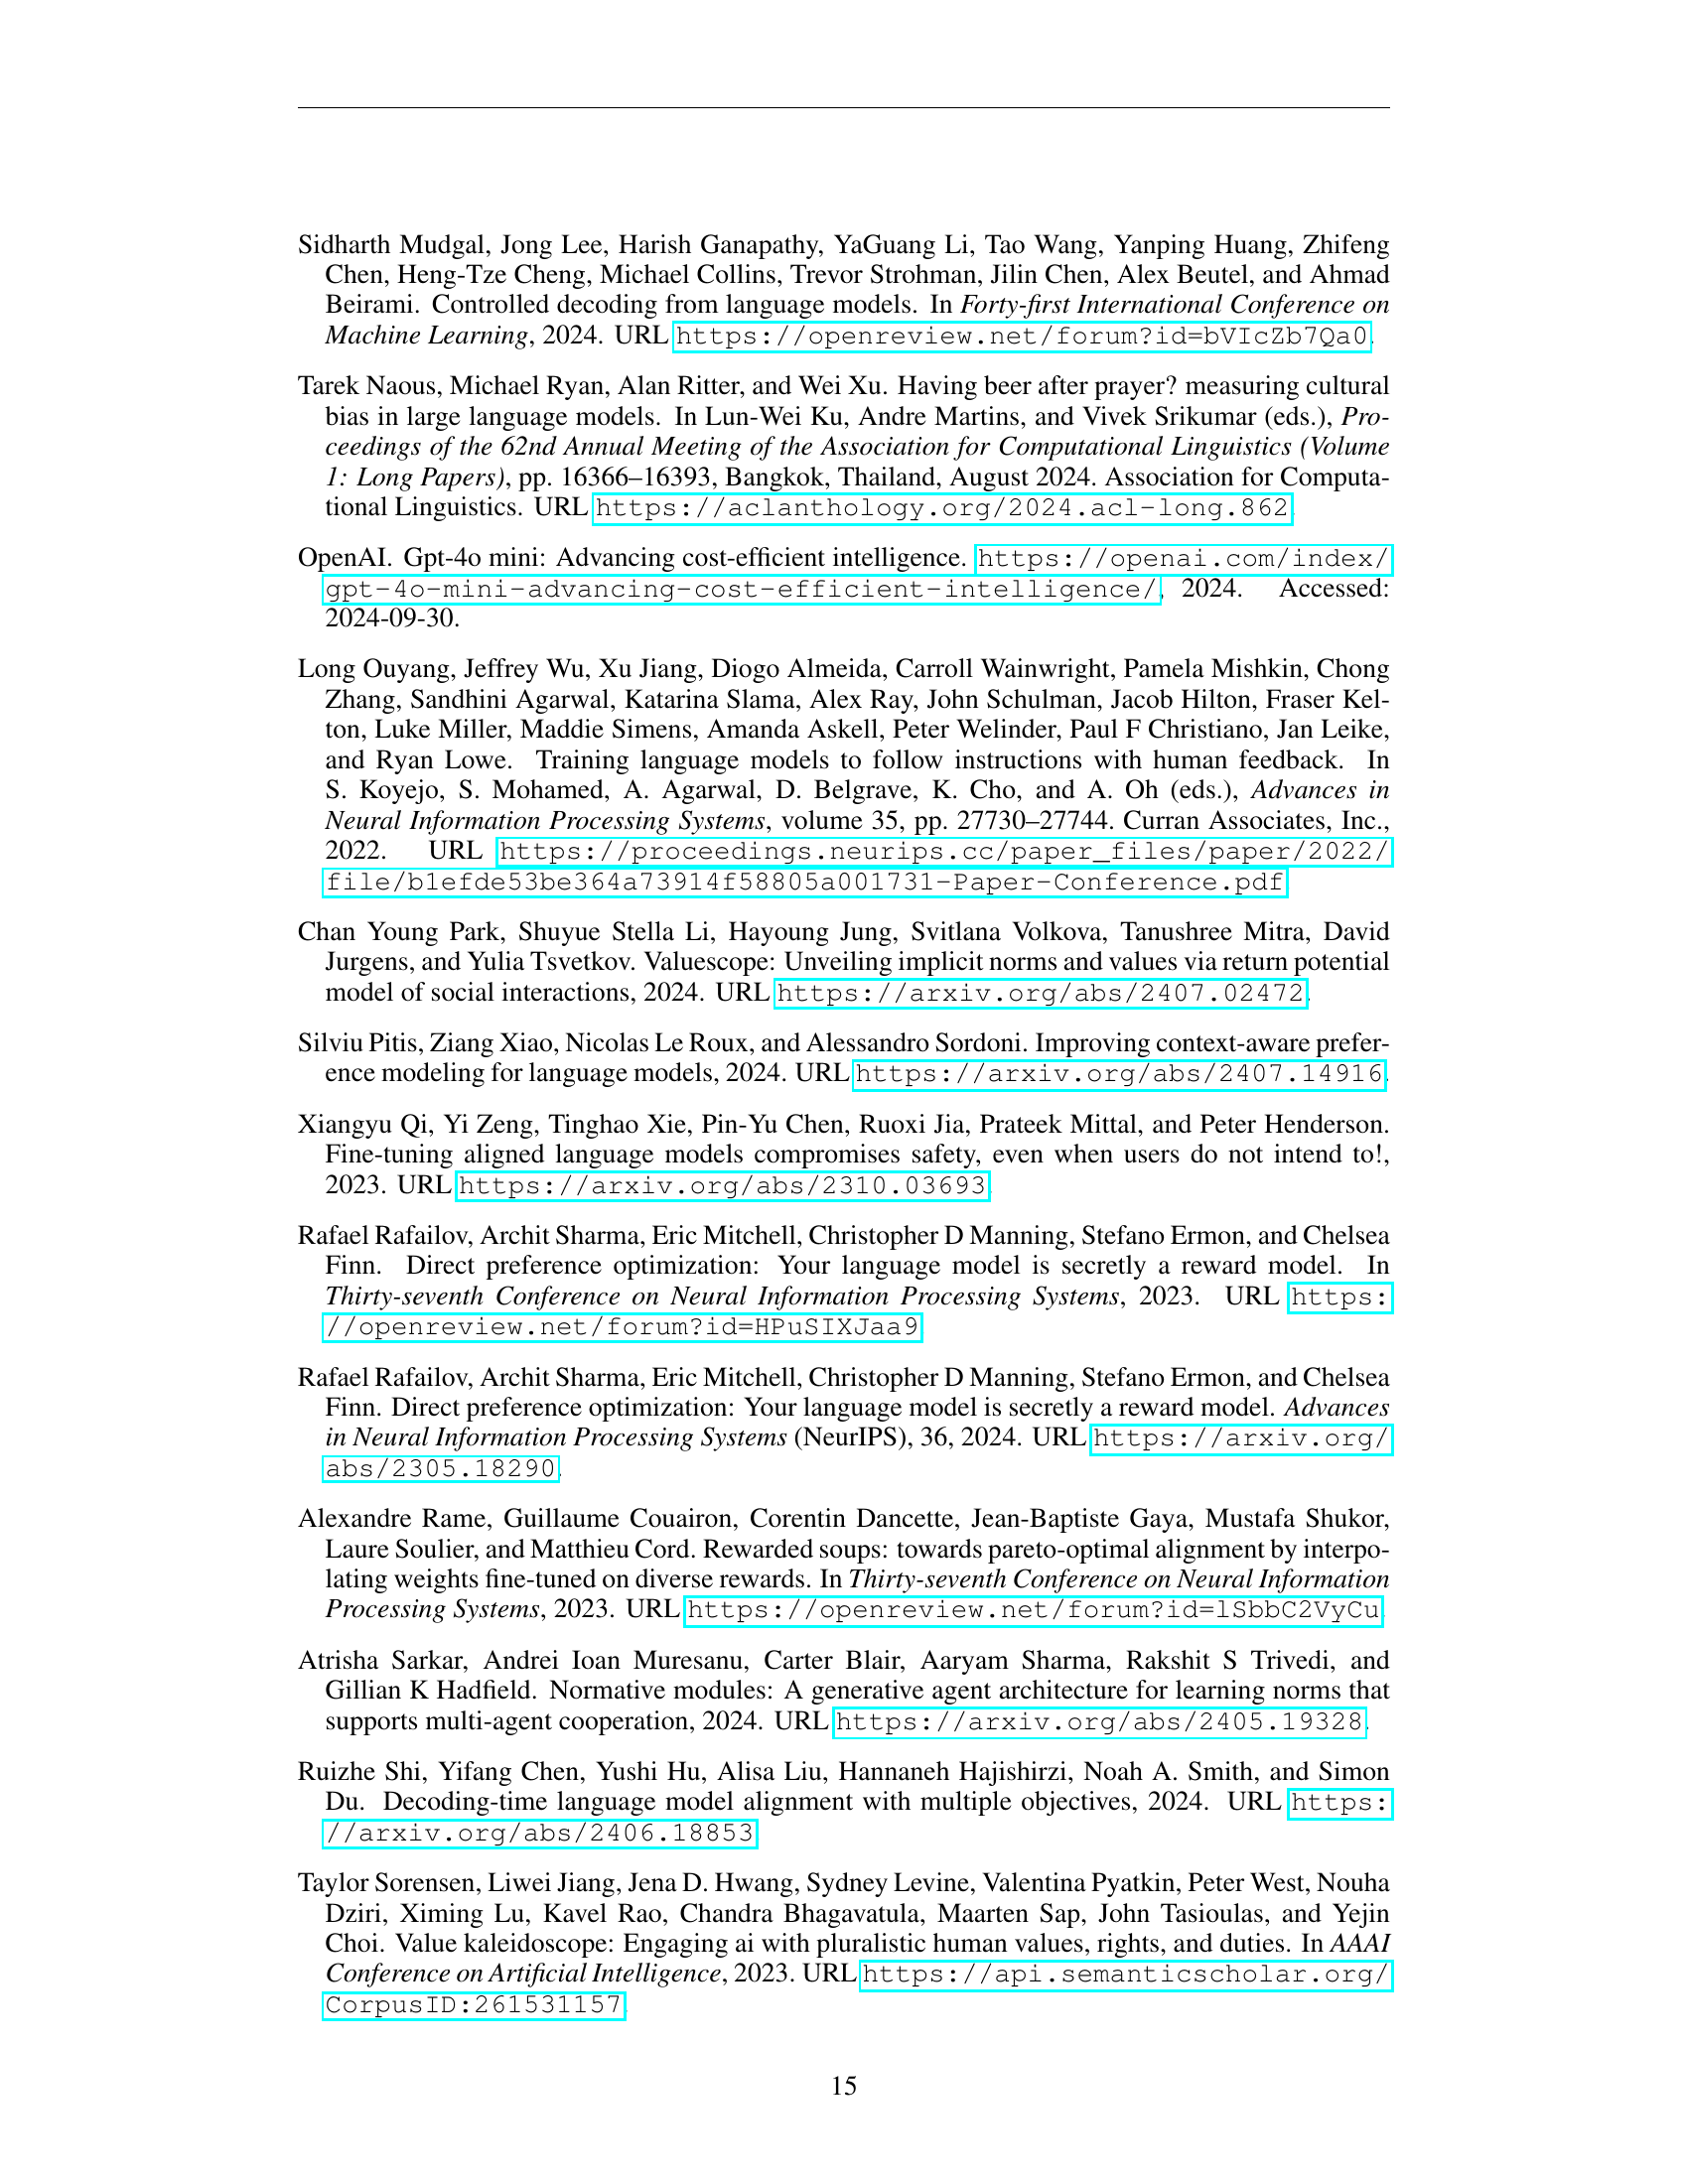 Sidharth Mudgal, Jong Lee, Harish Ganapathy, YaGuang Li, Tao Wang, Yanping Huang, Zhifeng
Chen, Heng-Tze Cheng, Michael Collins, Trevor Strohman, Jilin Chen, Alex Beutel, and Ahmad
Beirami. Controlled decoding from language models. In Forty-first International Conference on
Machine Learning, 2024. URL https://openreview.net/forum?id=bVIcZb7Qa0.
Tarek Naous, Michael Ryan, Alan Ritter, and Wei Xu. Having beer after prayer? measuring cultural
bias in large language models. In Lun-Wei Ku, Andre Martins, and Vivek Srikumar (eds.), Pro-
ceedings of the 62nd Annual Meeting of the Association for Computational Linguistics (Volume
1: Long Papers), pp. 16366–16393, Bangkok, Thailand, August 2024. Association for Computa-
tional Linguistics. URL https://aclanthology.org/2024.acl-long.862.
OpenAI. Gpt-4o mini: Advancing cost-efficient intelligence. https://openai.com/index/
gpt-4o-mini-advancing-cost-efficient-intelligence/, 2024. Accessed:
2024-09-30.
Long Ouyang, Jeffrey Wu, Xu Jiang, Diogo Almeida, Carroll Wainwright, Pamela Mishkin, Chong
Zhang, Sandhini Agarwal, Katarina Slama, Alex Ray, John Schulman, Jacob Hilton, Fraser Kel-
ton, Luke Miller, Maddie Simens, Amanda Askell, Peter Welinder, Paul F Christiano, Jan Leike,
and Ryan Lowe. Training language models to follow instructions with human feedback. In
S. Koyejo, S. Mohamed, A. Agarwal, D. Belgrave, K. Cho, and A. Oh (eds.), Advances in
Neural Information Processing Systems, volume 35, pp. 27730–27744. Curran Associates, Inc.,
2022. URL https://proceedings.neurips.cc/paper_files/paper/2022/
file/b1efde53be364a73914f58805a001731-Paper-Conference.pdf.
Chan Young Park, Shuyue Stella Li, Hayoung Jung, Svitlana Volkova, Tanushree Mitra, David
Jurgens, and Yulia Tsvetkov. Valuescope: Unveiling implicit norms and values via return potential
model of social interactions, 2024. URL https://arxiv.org/abs/2407.02472.
Silviu Pitis, Ziang Xiao, Nicolas Le Roux, and Alessandro Sordoni. Improving context-aware prefer-
ence modeling for language models, 2024. URL https://arxiv.org/abs/2407.14916.
Xiangyu Qi, Yi Zeng, Tinghao Xie, Pin-Yu Chen, Ruoxi Jia, Prateek Mittal, and Peter Henderson.
Fine-tuning aligned language models compromises safety, even when users do not intend to!,
2023. URL https://arxiv.org/abs/2310.03693.
Rafael Rafailov, Archit Sharma, Eric Mitchell, Christopher D Manning, Stefano Ermon, and Chelsea
Finn. Direct preference optimization: Your language model is secretly a reward model. In
Thirty-seventh Conference on Neural Information Processing Systems, 2023. URL https:
//openreview.net/forum?id=HPuSIXJaa9.
Rafael Rafailov, Archit Sharma, Eric Mitchell, Christopher D Manning, Stefano Ermon, and Chelsea
Finn. Direct preference optimization: Your language model is secretly a reward model. Advances
in Neural Information Processing Systems (NeurIPS), 36, 2024. URL https://arxiv.org/
abs/2305.18290.
Alexandre Rame, Guillaume Couairon, Corentin Dancette, Jean-Baptiste Gaya, Mustafa Shukor,
Laure Soulier, and Matthieu Cord. Rewarded soups: towards pareto-optimal alignment by interpo-
lating weights fine-tuned on diverse rewards. In Thirty-seventh Conference on Neural Information
Processing Systems, 2023. URL https://openreview.net/forum?id=lSbbC2VyCu.
Atrisha Sarkar, Andrei Ioan Muresanu, Carter Blair, Aaryam Sharma, Rakshit S Trivedi, and
Gillian K Hadfield. Normative modules: A generative agent architecture for learning norms that
supports multi-agent cooperation, 2024. URL https://arxiv.org/abs/2405.19328.
Ruizhe Shi, Yifang Chen, Yushi Hu, Alisa Liu, Hannaneh Hajishirzi, Noah A. Smith, and Simon
Du. Decoding-time language model alignment with multiple objectives, 2024. URL https:
//arxiv.org/abs/2406.18853.
Taylor Sorensen, Liwei Jiang, Jena D. Hwang, Sydney Levine, Valentina Pyatkin, Peter West, Nouha
Dziri, Ximing Lu, Kavel Rao, Chandra Bhagavatula, Maarten Sap, John Tasioulas, and Yejin
Choi. Value kaleidoscope: Engaging ai with pluralistic human values, rights, and duties. In AAAI
Conference on Artificial Intelligence, 2023. URL https://api.semanticscholar.org/
CorpusID:261531157.
15